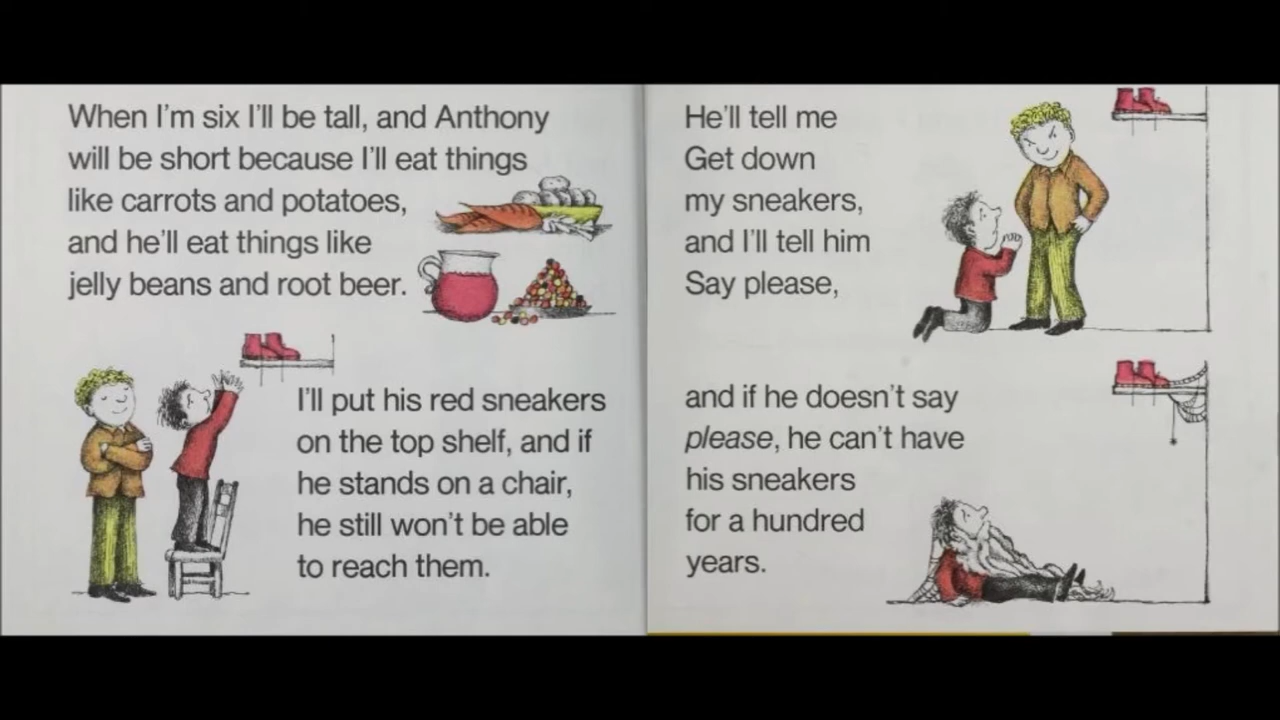 When I'm six I'll be tall, and Anthony
will be short because I'll eat things
like carrots and potatoes,
and he'll eat things like
jelly beans and root beer.
I'll put his red sneakers
on the top shelf, and if
he stands on a chair,
he still won't be able
to reach them.
He'll tell me
Get down
my sneakers,
and I'll tell him
Say please,
and if he doesn't say
please, he can't have
his sneakers
for a hundred
years.